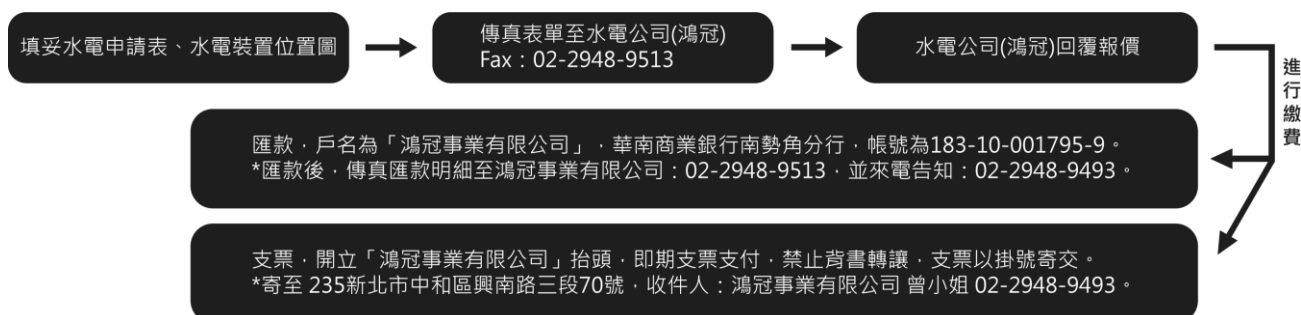 填妥水電申請表、水電裝置位置圖
傳真表單至水電公司(鴻冠)
Fax：02-2948-9513
水電公司(鴻冠)回覆報價
進行繳費
匯款，戶名為「鴻冠事業有限公司」，華南商業銀行南勢角分行，帳號為183-10-001795-9。
*匯款後，傳真匯款明細至鴻冠事業有限公司：02-2948-9513，並來電告知：02-2948-9493。
支票，開立「鴻冠事業有限公司」抬頭，即期支票支付，禁止背書轉讓，支票以掛號寄交。
*寄至 235新北市中和區興南路三段70號，收件人：鴻冠事業有限公司 曾小姐 02-2948-9493。